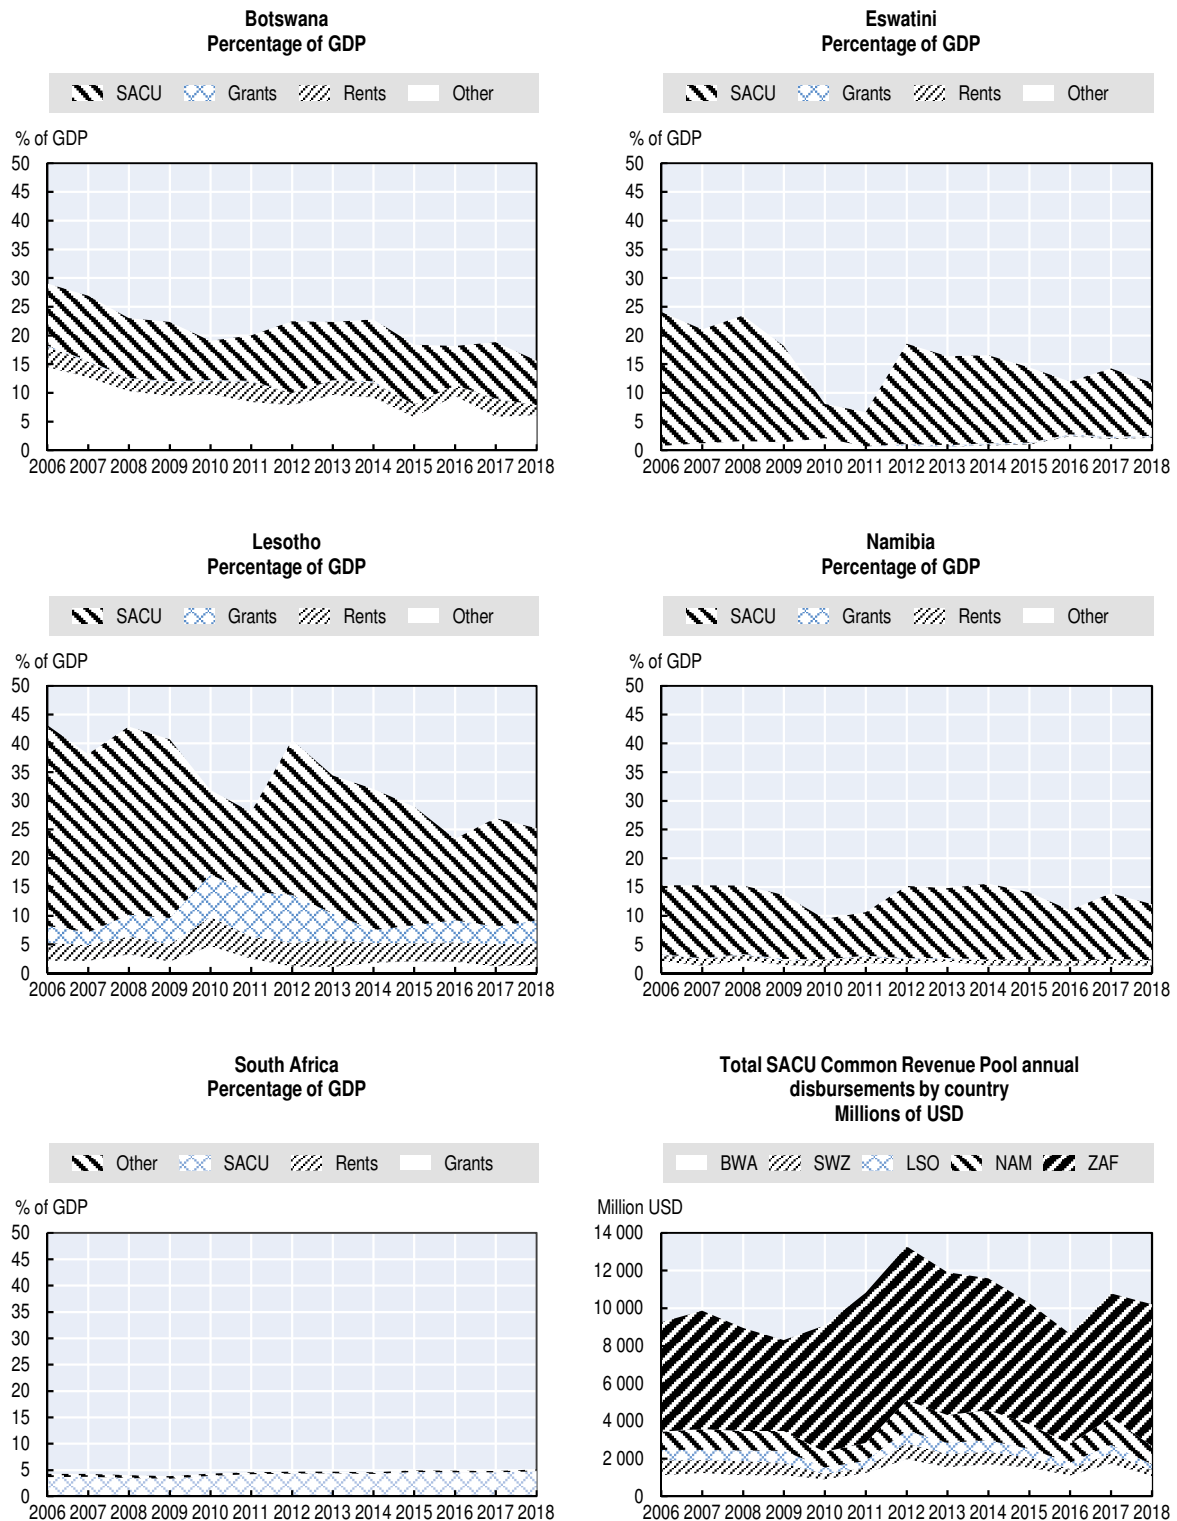 Botswana
Percentage of GDP
SACU Grants Rents Other
% of GDP
50
45
40
35
30
25
20
15
10
5
0
2006 2007 2008 2009 2010 2011 2012 2013 2014 2015 2016 2017 2018
Eswatini
Percentage of GDP
SACU Grants Rents Other
% of GDP
50
45
40
35
30
25
20
15
10
5
0
2006 2007 2008 2009 2010 2011 2012 2013 2014 2015 2016 2017 2018
Lesotho
Percentage of GDP
SACU Grants Rents Other
% of GDP
50
45
40
35
30
25
20
15
10
5
0
2006 2007 2008 2009 2010 2011 2012 2013 2014 2015 2016 2017 2018
Namibia
Percentage of GDP
SACU Grants Rents Other
% of GDP
50
45
40
35
30
25
20
15
10
5
0
2006 2007 2008 2009 2010 2011 2012 2013 2014 2015 2016 2017 2018
South Africa
Percentage of GDP
Other SACU Rents Grants
% of GDP
50
45
40
35
30
25
20
15
10
5
0
2006 2007 2008 2009 2010 2011 2012 2013 2014 2015 2016 2017 2018
Total SACU Common Revenue Pool annual
disbursements by country
Millions of USD
BWA SWZ LSO NAM ZAF
Million USD
14 000
12 000
10 000
8 000
6 000
4 000
2 000
0
2006 2007 2008 2009 2010 2011 2012 2013 2014 2015 2016 2017 2018